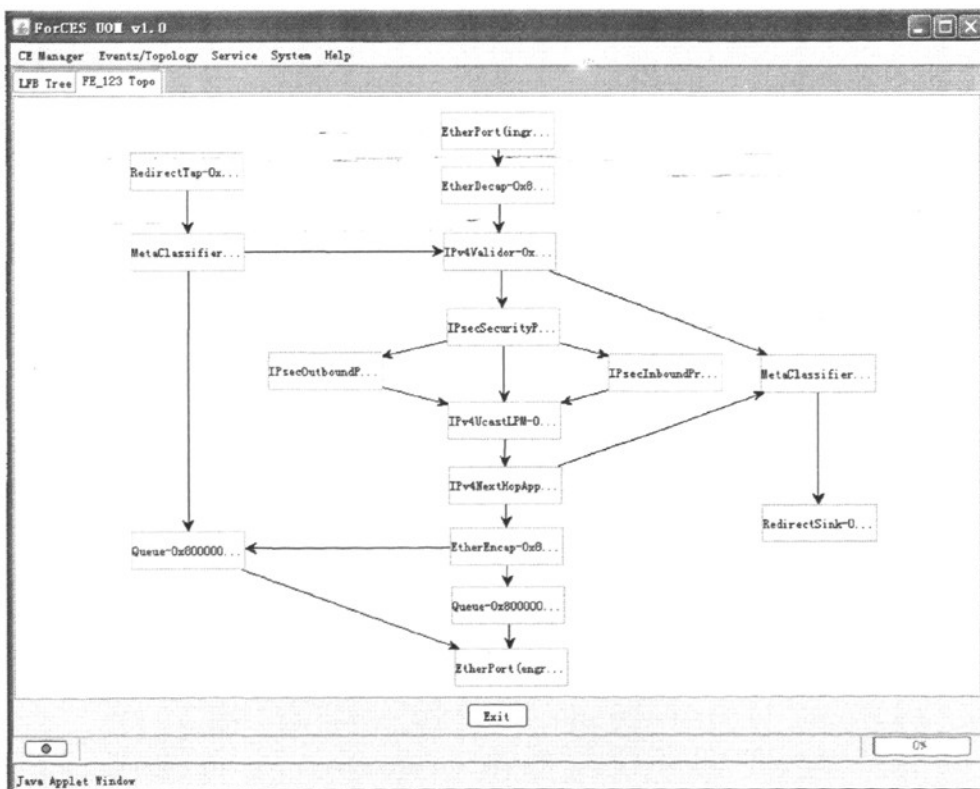 ForCES UOM v1.0
CE Manager Events/Topology Service System Help
LFB Tree FE_123 Topo
EtherPort(ingr...
RedirectTap-0x...
EtherDecap-0x8...
MetaClassifier...
IPv4Validor-0x...
IPsecSecurityP...
IPsecOutboundP...
IPsecInboundPr...
MetaClassifier...
IPv4UcastLPM-0...
IPv4NextHopApp...
RedirectSink-0...
Queue-0x800000...
EtherEncap-0x8...
Queue-0x800000...
EtherPort(engr...
Exit
0%
Java Applet Window